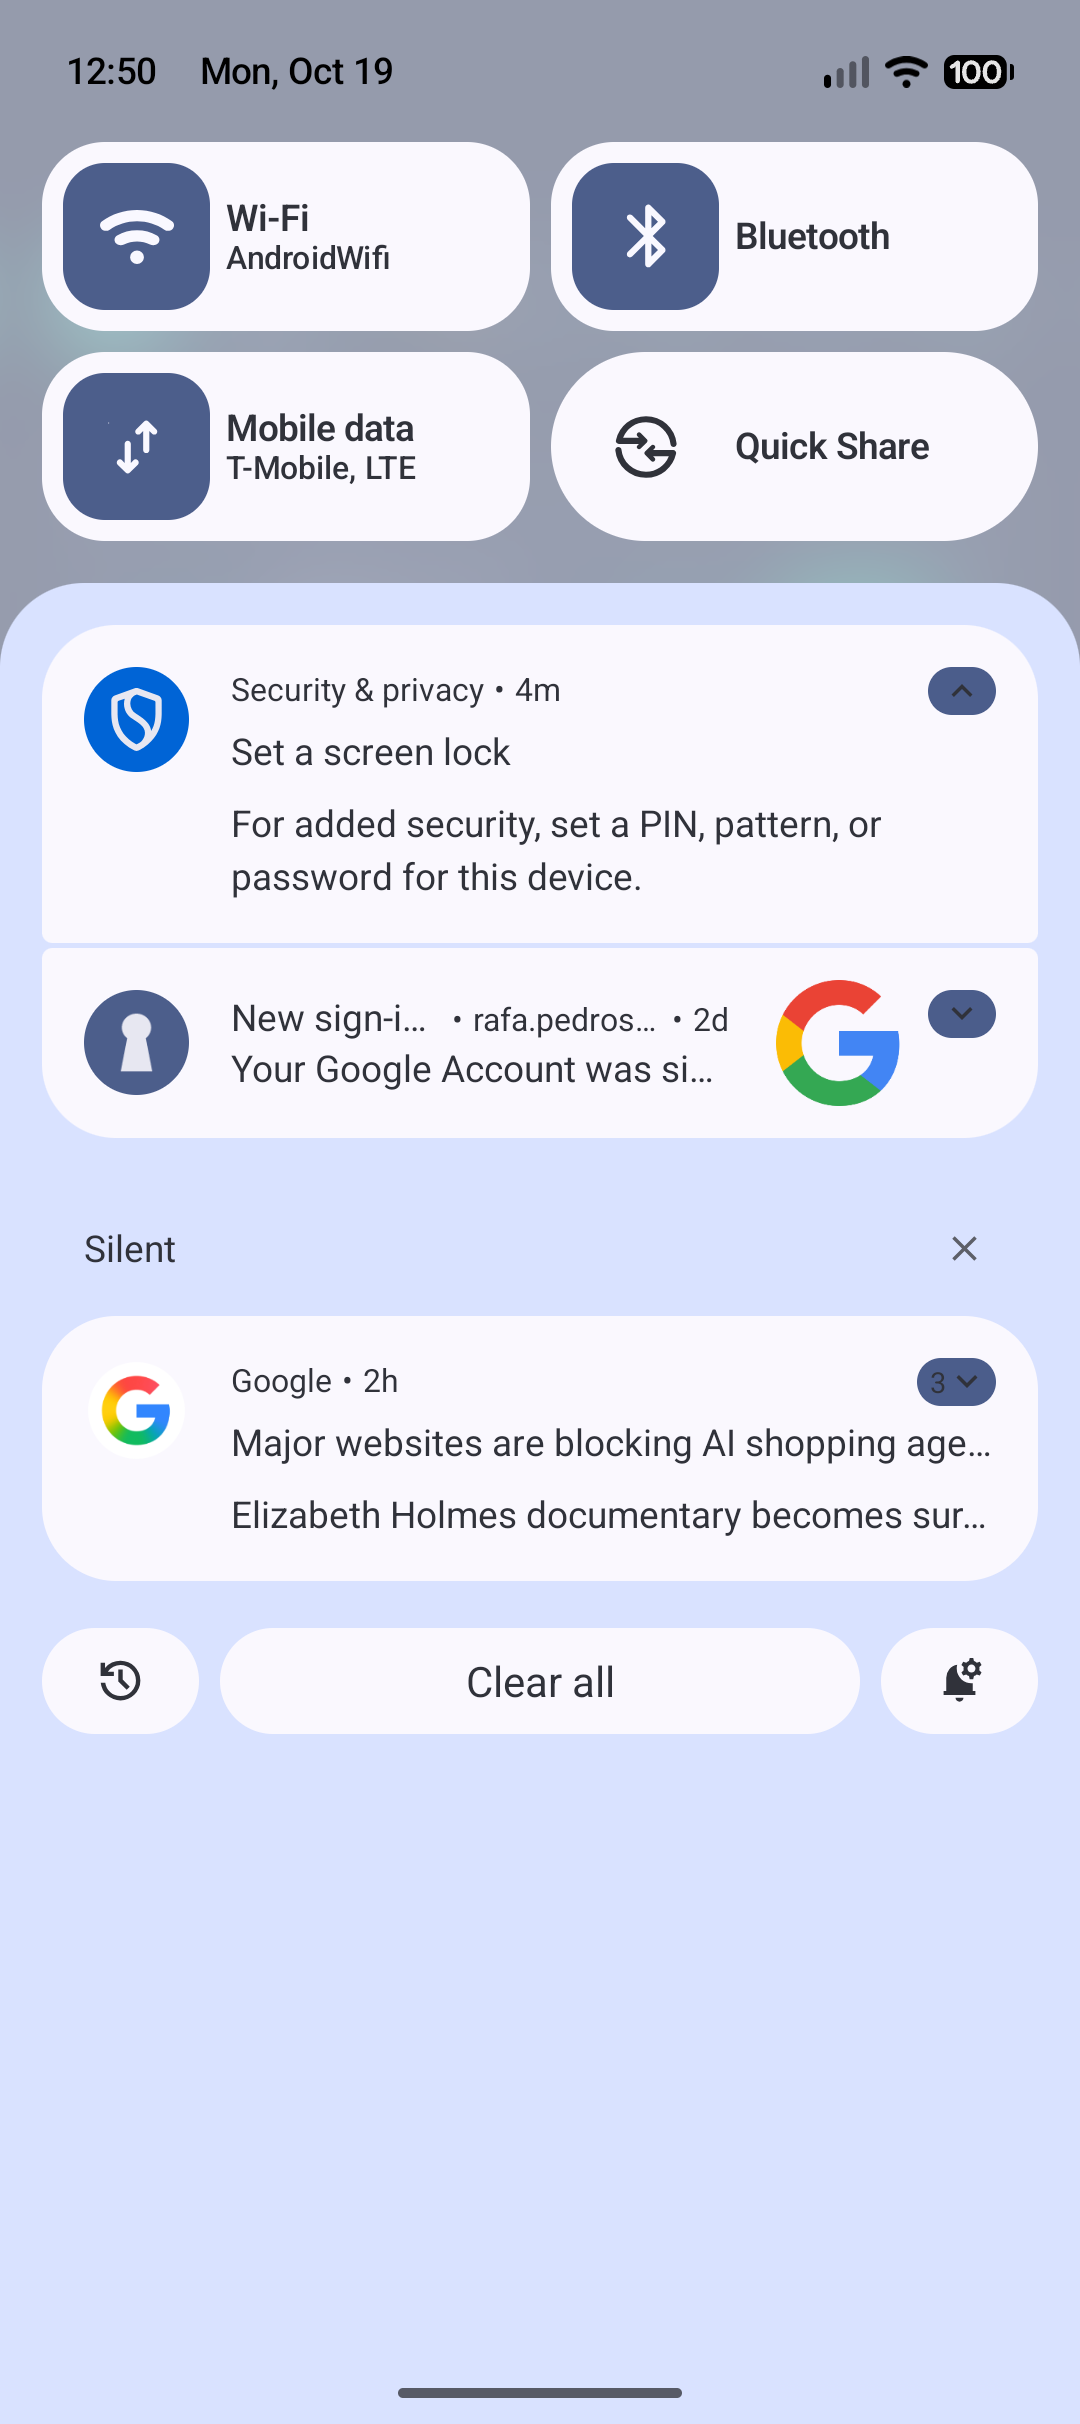 12:50 Mon, Oct 19
100
Wi-Fi
AndroidWifi
Bluetooth
Mobile data
T-Mobile, LTE
Quick Share
Security & privacy • 4m
Set a screen lock
For added security, set a PIN, pattern, or
password for this device.
New sign-i… • rafa.pedros… • 2d
Your Google Account was si…
Silent
Google • 2h
3
Major websites are blocking AI shopping age…
Elizabeth Holmes documentary becomes sur…
Clear all